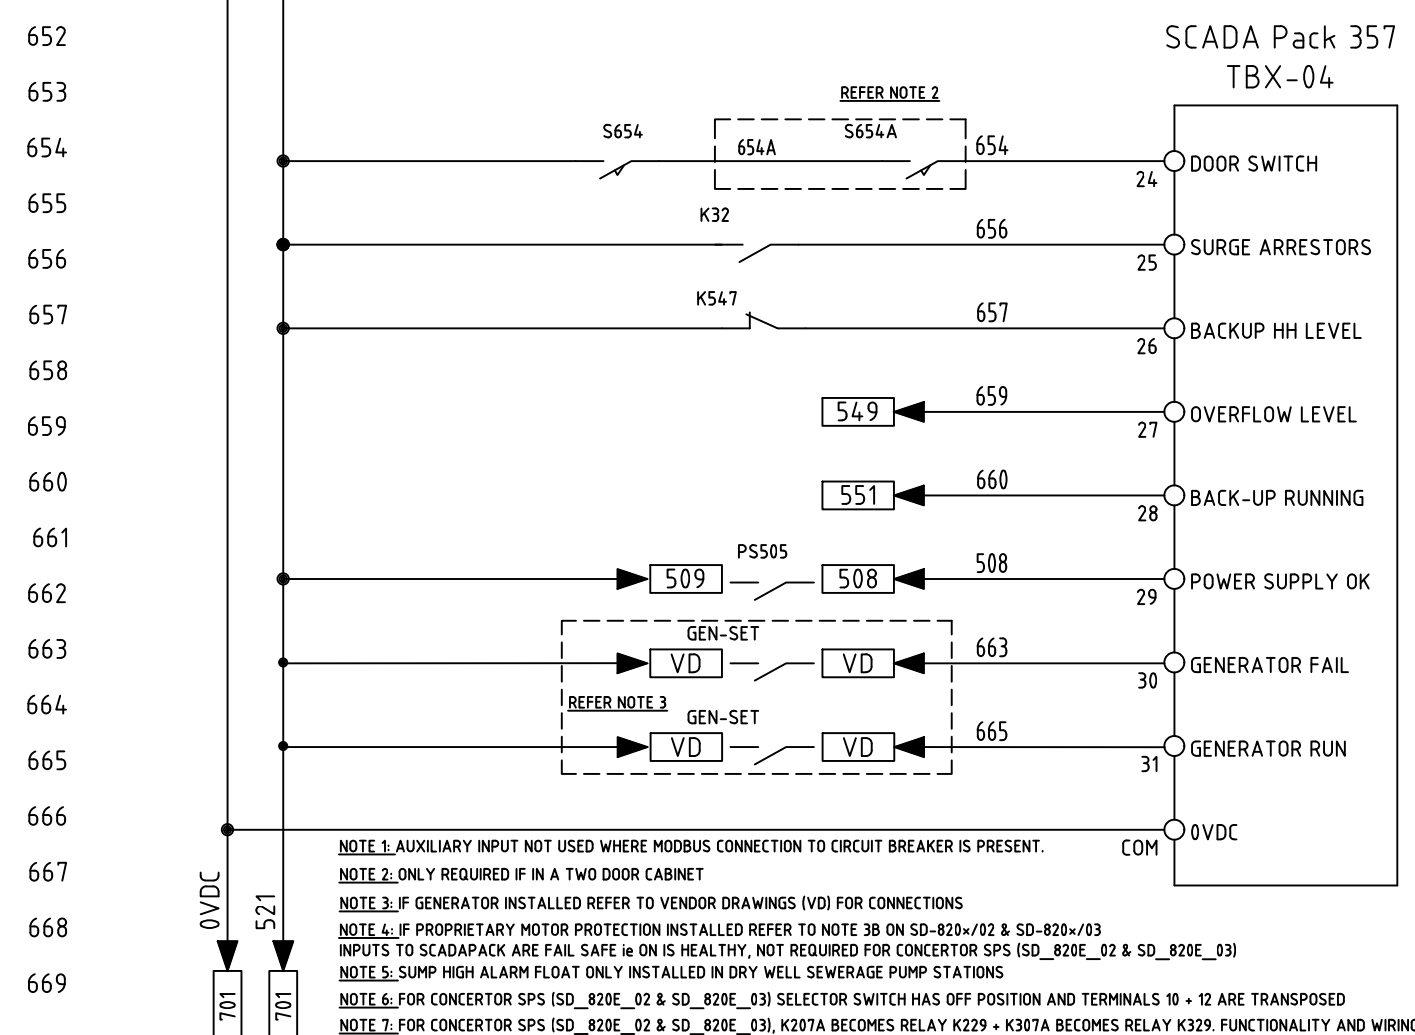 652
SCADA Pack 357
TBX-04
653
REFER NOTE 2
S654
S654A
654
654A
654
DOOR SWITCH
24
655
K32
656
656
SURGE ARRESTORS
25
K547
657
657
BACKUP HH LEVEL
26
658
659
549
659
OVERFLOW LEVEL
27
660
551
660
BACK-UP RUNNING
28
661
PS505
508
509
508
POWER SUPPLY OK
662
29
GEN-SET
663
663
VD
VD
GENERATOR FAIL
30
664
REFER NOTE 3
GEN-SET
665
665
VD
VD
GENERATOR RUN
31
666
0VDC
COM
NOTE 1: AUXILIARY INPUT NOT USED WHERE MODBUS CONNECTION TO CIRCUIT BREAKER IS PRESENT.
667
NOTE 2: ONLY REQUIRED IF IN A TWO DOOR CABINET
0VDC
521
NOTE 3: IF GENERATOR INSTALLED REFER TO VENDOR DRAWINGS (VD) FOR CONNECTIONS
668
NOTE 4: IF PROPRIETARY MOTOR PROTECTION INSTALLED REFER TO NOTE 3B ON SD-820x/02 & SD-820x/03
INPUTS TO SCADAPACK ARE FAIL SAFE ie ON IS HEALTHY, NOT REQUIRED FOR CONCERTOR SPS (SD_820E_02 & SD_820E_03)
NOTE 5: SUMP HIGH ALARM FLOAT ONLY INSTALLED IN DRY WELL SEWERAGE PUMP STATIONS
669
701
701
NOTE 6: FOR CONCERTOR SPS (SD_820E_02 & SD_820E_03) SELECTOR SWITCH HAS OFF POSITION AND TERMINALS 10 + 12 ARE TRANSPOSED
NOTE 7: FOR CONCERTOR SPS (SD_820E_02 & SD_820E_03), K207A BECOMES RELAY K229 + K307A BECOMES RELAY K329. FUNCTIONALITY AND WIRING